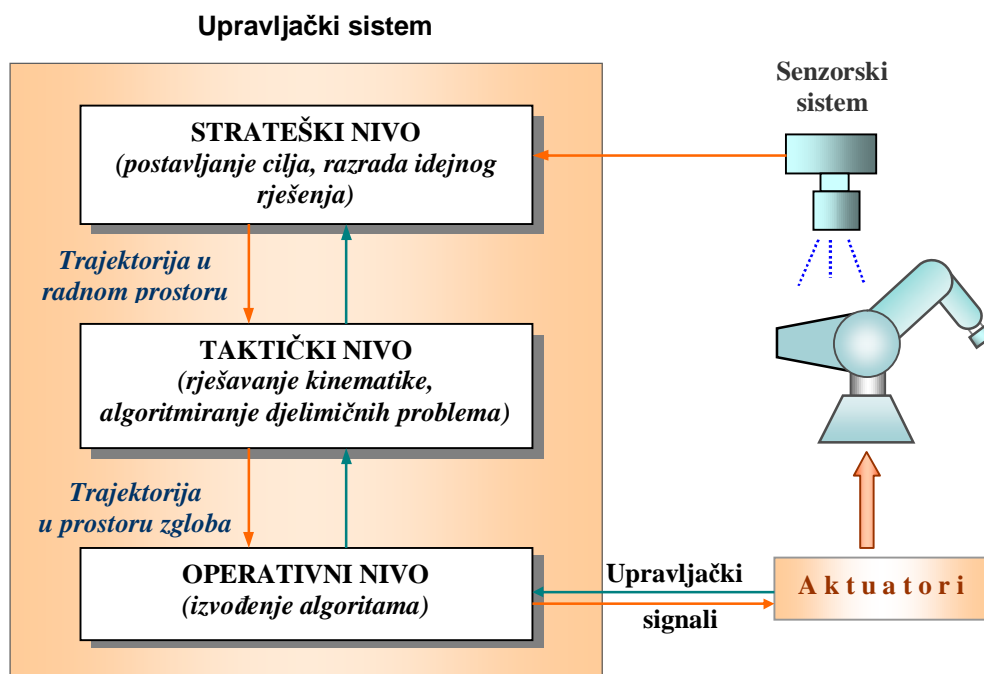 Upravljački sistem
STRATEŠKI NIVO
(postavljanje cilja, razrada idejnog
rješenja)
Trajektorija u
radnom prostoru
TAKTIČKI NIVO
(rješavanje kinematike,
algoritmiranje djelimičnih problema)
Trajektorija
u prostoru zgloba
OPERATIVNI NIVO
(izvođenje algoritama)
Upravljački
signali
Senzorski
sistem
A k t u a t o r i